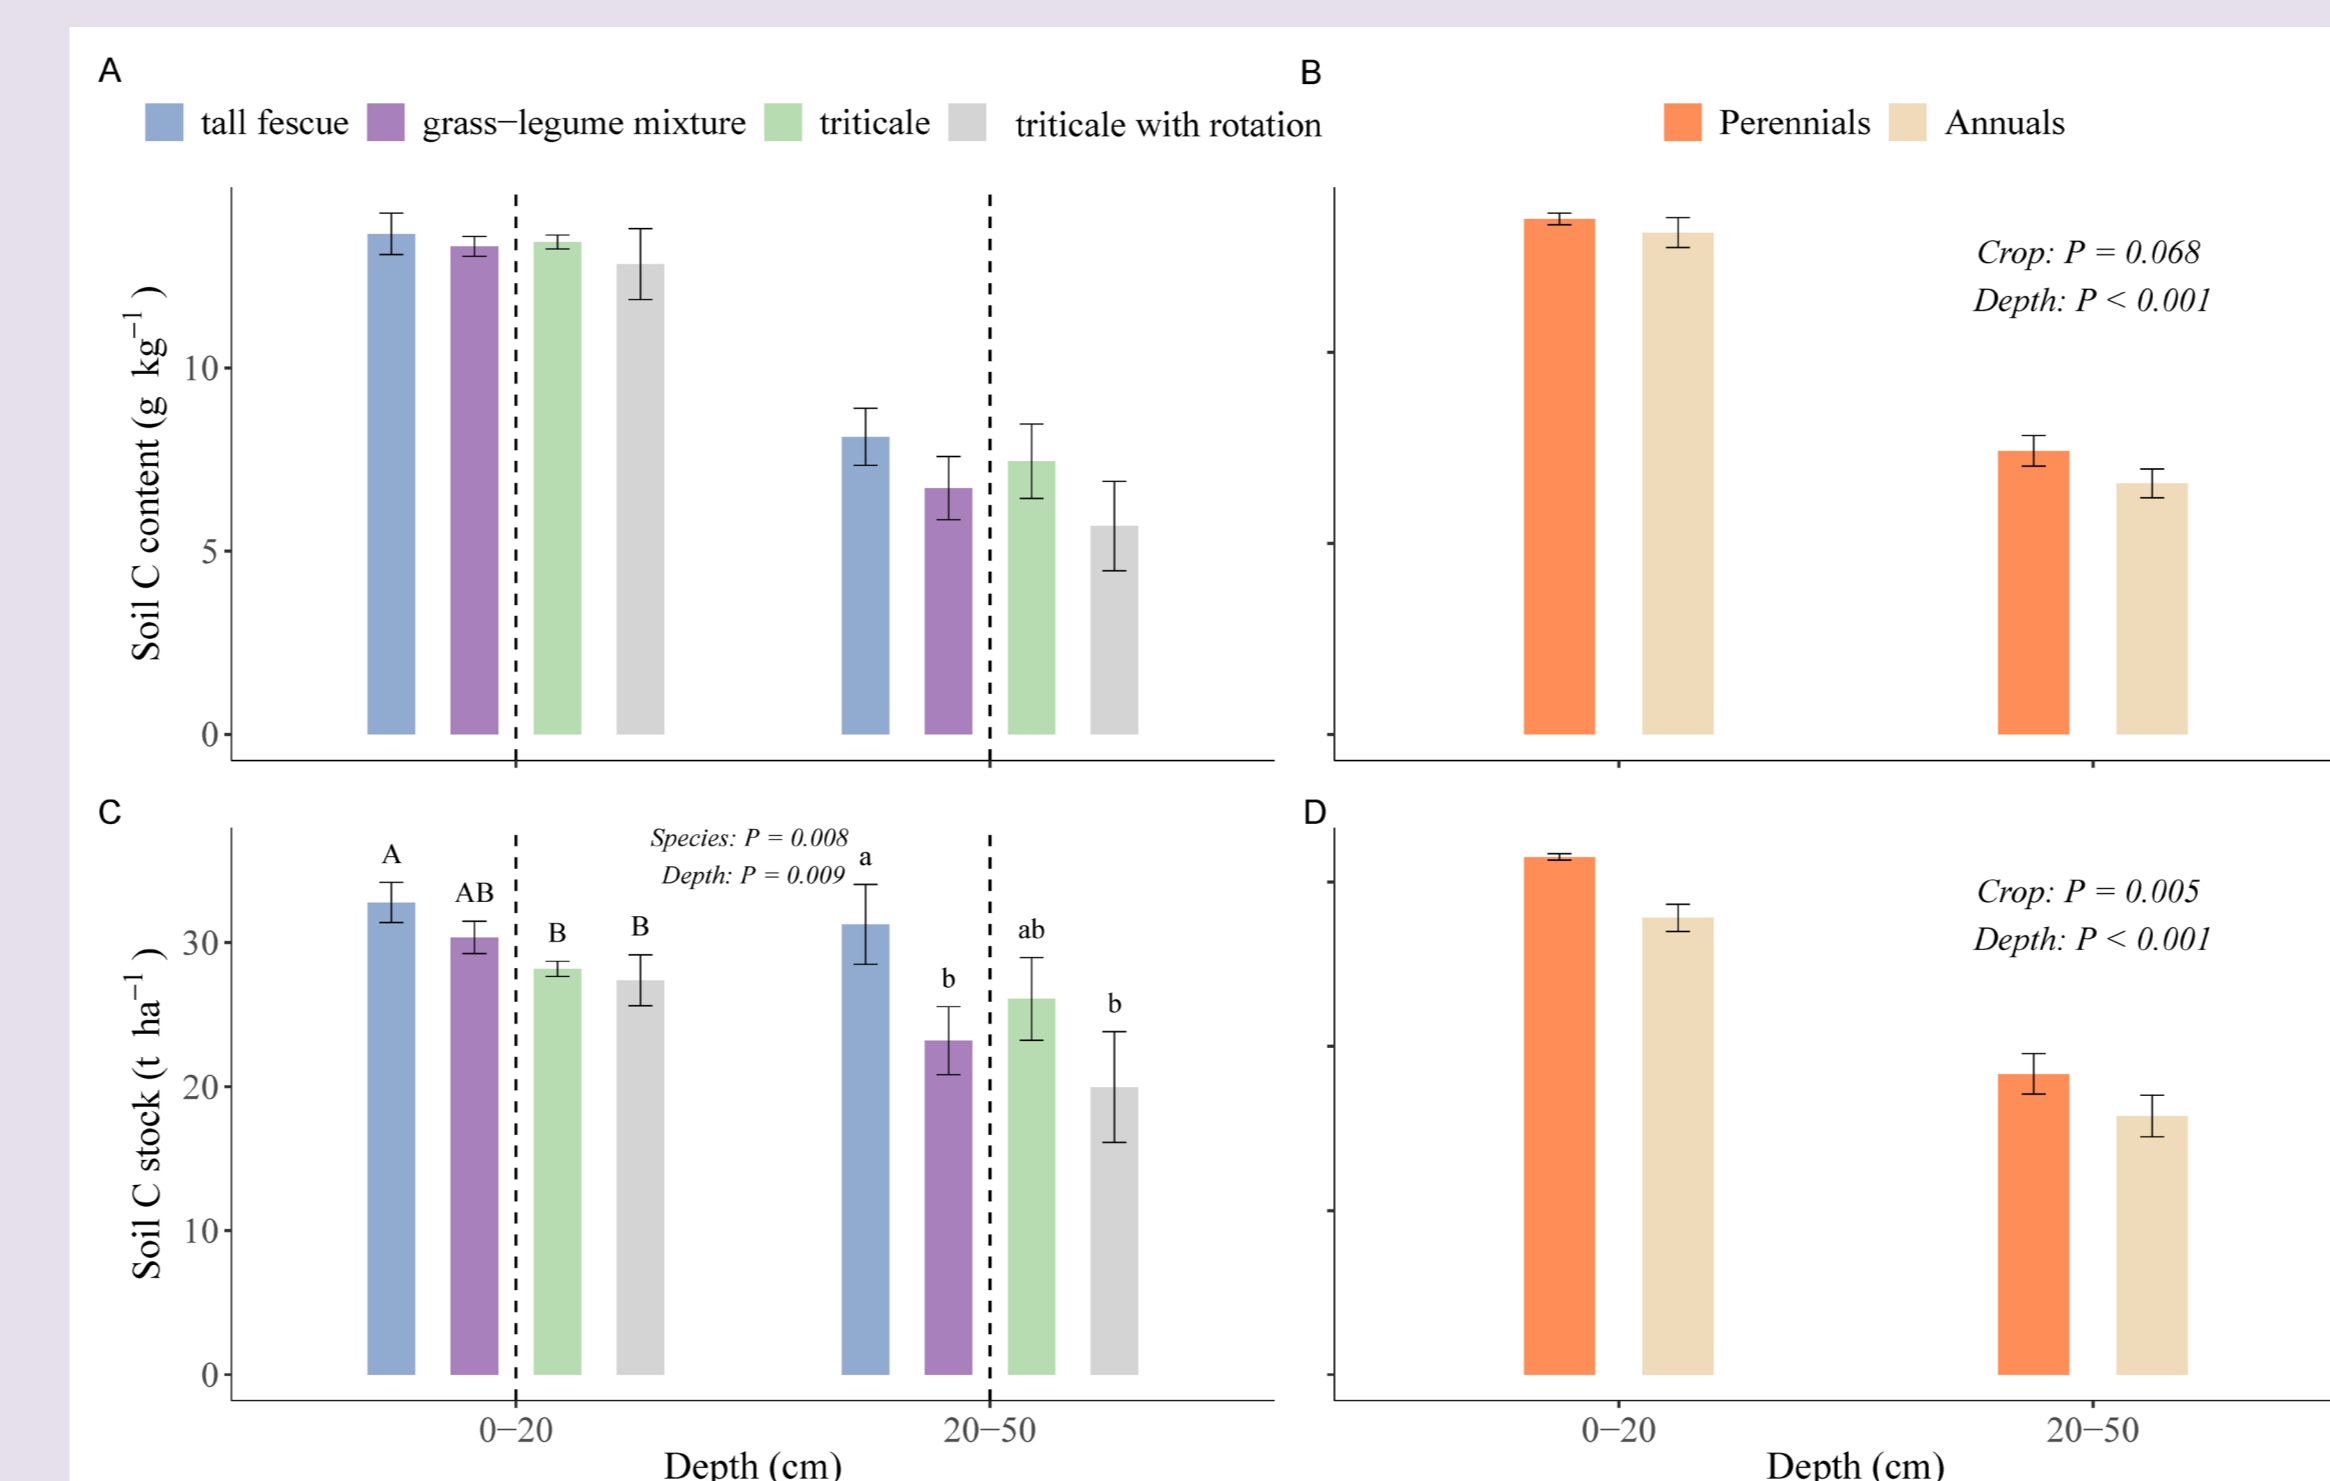 A
tall fescue grass−legume mixture triticale triticale with rotation
Soil C content (g kg⁻¹)
10
5
0
B
Perennials Annuals
Crop: P = 0.068
Depth: P < 0.001
C
Species: P = 0.008
Depth: P = 0.009
A
AB
B
B
a
b
ab
b
Soil C stock (t ha⁻¹)
30
20
10
0
0−20 20−50
Depth (cm)
D
Crop: P = 0.005
Depth: P < 0.001
0−20 20−50
Depth (cm)